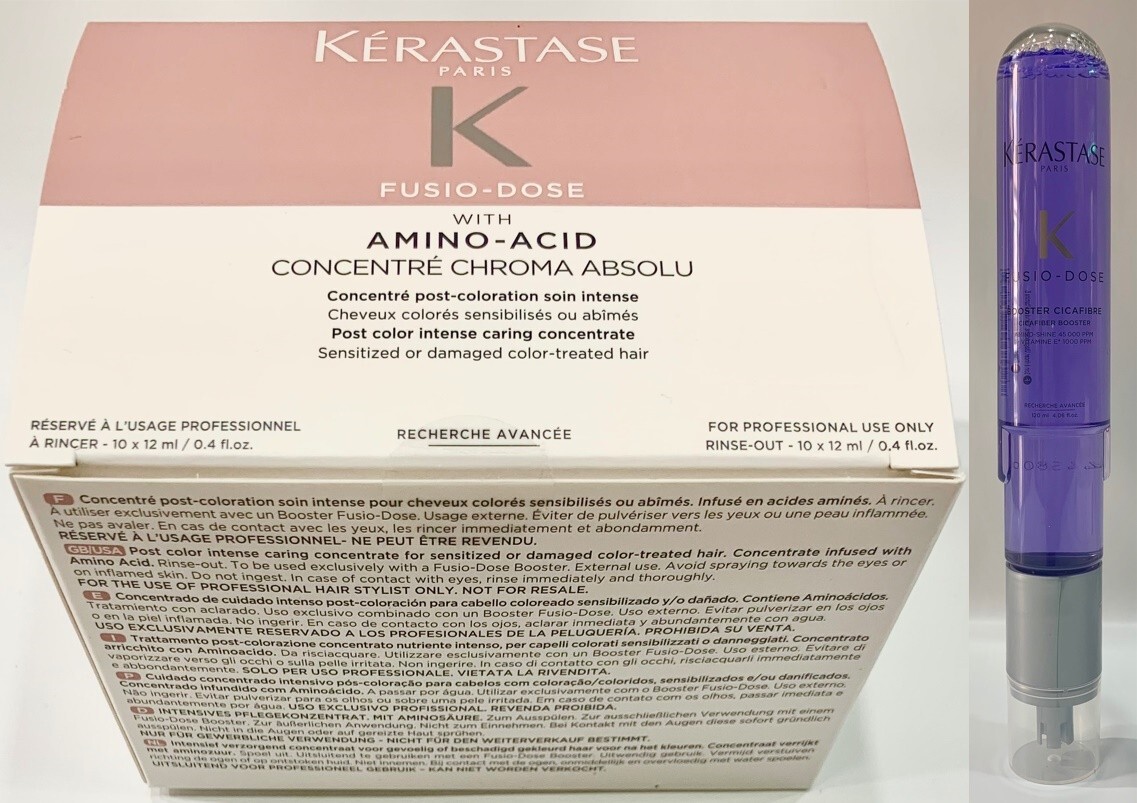 KÉRASTASE
PARIS
K
FUSIO-DOSE
WITH
AMINO-ACID
CONCENTRÉ CHROMA ABSOLU
Concentré post-coloration soin intense
Cheveux colorés sensibilisés ou abîmés
Post color intense caring concentrate
Sensitized or damaged color-treated hair
RÉSERVÉ À L'USAGE PROFESSIONNEL
À RINCER - 10 x 12 ml / 0.4 fl.oz.
RECHERCHE AVANCÉE
FOR PROFESSIONAL USE ONLY
RINSE-OUT - 10 x 12 ml / 0.4 fl.oz.
F Concentré post-coloration soin intense pour cheveux colorés sensibilisés ou abîmés. Infusé en acides aminés. À rincer.
À utiliser exclusivement avec un Booster Fusio-Dose. Usage externe. Éviter de pulvériser vers les yeux ou une peau inflammée.
Ne pas avaler. En cas de contact avec les yeux, les rincer immediatement et abondamment.
RÉSERVÉ À L'USAGE PROFESSIONNEL- NE PEUT ÊTRE REVENDU.
GB/USA Post color intense caring concentrate for sensitized or damaged color-treated hair. Concentrate infused with
Amino Acid. Rinse-out. To be used exclusively with a Fusio-Dose Booster. External use. Avoid spraying towards the eyes or
on inflamed skin. Do not ingest. In case of contact with eyes, rinse immediately and thoroughly.
FOR THE USE OF PROFESSIONAL HAIR STYLIST ONLY. NOT FOR RESALE.
E Concentrado de cuidado intenso post-coloración para cabello coloreado sensibilizado y/o dañado. Contiene Aminoácidos.
Tratamiento con aclarado. Uso exclusivo combinado con un Booster Fusio-Dose. Uso externo. Evitar pulverizar en los ojos
o en la piel inflamada. No ingerir. En caso de contacto con los ojos, aclarar inmediata y abundantemente con agua.
USO EXCLUSIVAMENTE RESERVADO A LOS PROFESIONALES DE LA PELUQUERÍA. PROHIBIDA SU VENTA.
I Trattamento post-colorazione concentrato nutriente intenso, per capelli colorati sensibilizzati o danneggiati. Concentrato
arricchito con Aminoacido. Da risciacquare. Utilizzare esclusivamente con un Booster Fusio-Dose. Uso esterno. Evitare di
vaporizzare verso gli occhi o sulla pelle irritata. Non ingerire. In caso di contatto con gli occhi, risciacquarli immediatamente
e abbondantemente. SOLO PER USO PROFESSIONALE. VIETATA LA RIVENDITA.
P Cuidado concentrado intensivo pós-coloração para cabelos com coloração/coloridos, sensibilizados e/ou danificados.
Concentrado infundido com Aminoácido. A passar por água. Utilizar exclusivamente com o Booster Fusio-Dose. Uso externo.
Não ingerir. Evitar pulverizar para os olhos ou sobre uma pele irritada. Em caso de contacto com os olhos, passar imediata e
abundantemente por água. USO EXCLUSIVO PROFISSIONAL. REVENDA PROIBIDA.
D INTENSIVES PFLEGEKONZENTRAT. MIT AMINOSÄURE. Zum Ausspülen. Zur ausschließlichen Verwendung mit einem
Fusio-Dose Booster. Zur äußerlichen Anwendung. Nicht zum Einnehmen. Bei Kontakt mit den Augen diese sofort gründlich
ausspülen. Nicht in die Augen oder auf gereizte Haut sprühen.
NUR FÜR GEWERBLICHE VERWENDUNG - NICHT FÜR DEN WEITERVERKAUF BESTIMMT.
NL Intensief verzorgend concentraat voor gevoelig of beschadigd gekleurd haar voor na het kleuren. Concentraat verrijkt
met aminozuur. Spoel uit. Uitsluitend te gebruiken met een Fusio-Dose Booster. Uitwendig gebruik. Vermijd verstuiven
richting de ogen of op ontstoken huid. Niet innemen. Bij contact met de ogen, onmiddellijk en overvloedig met water spoelen.
UITSLUITEND VOOR PROFESSIONEEL GEBRUIK - KAN NIET WORDEN VERKOCHT.
KÉRASTASE
PARIS
K
FUSIO-DOSE
BOOSTER CICAFIBRE
CICAFIBER BOOSTER
AMINO-SHINE 45.000 PPM
VITAMINE E* 1000 PPM
RECHERCHE AVANCÉE
120 ml 4.06 fl.oz.